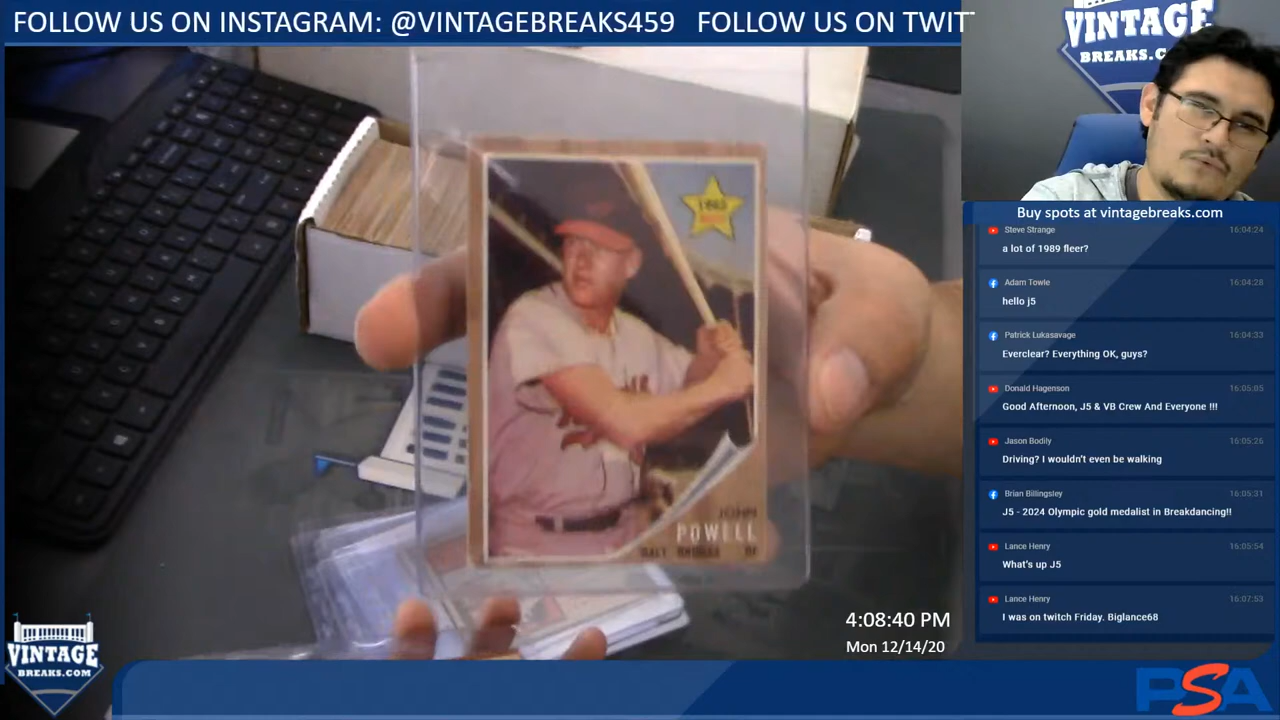 FOLLOW US ON INSTAGRAM: @VINTAGEBREAKS459 FOLLOW US ON TWIT
VINTAGE
BREAKS.C
Buy spots at vintagebreaks.com
Steve Strange 16:04:24
a lot of 1989 fleer?
Adam Towle 16:04:28
hello j5
Patrick Lukasavage 16:04:33
Everclear? Everything OK, guys?
Donald Hagenson 16:05:05
Good Afternoon, J5 & VB Crew And Everyone !!!
Jason Bodily 16:05:26
Driving? I wouldn't even be walking
Brian Billingsley 16:05:31
J5 - 2024 Olympic gold medalist in Breakdancing!!
Lance Henry 16:05:54
What's up J5
Lance Henry 16:07:53
I was on twitch Friday. Biglance68
JOHN
POWELL
4:08:40 PM
Mon 12/14/20
VINTAGE
BREAKS.COM
PSA